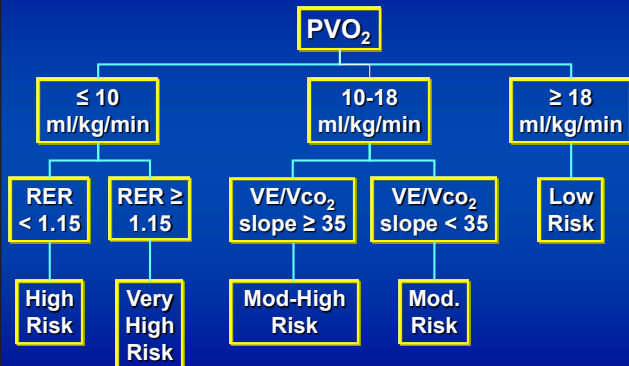 PVO₂
≤ 10
ml/kg/min
10-18
ml/kg/min
≥ 18
ml/kg/min
RER
< 1.15
RER ≥
1.15
VE/Vco₂
slope ≥ 35
VE/Vco₂
slope < 35
Low
Risk
High
Risk
Very
High
Risk
Mod-High
Risk
Mod.
Risk